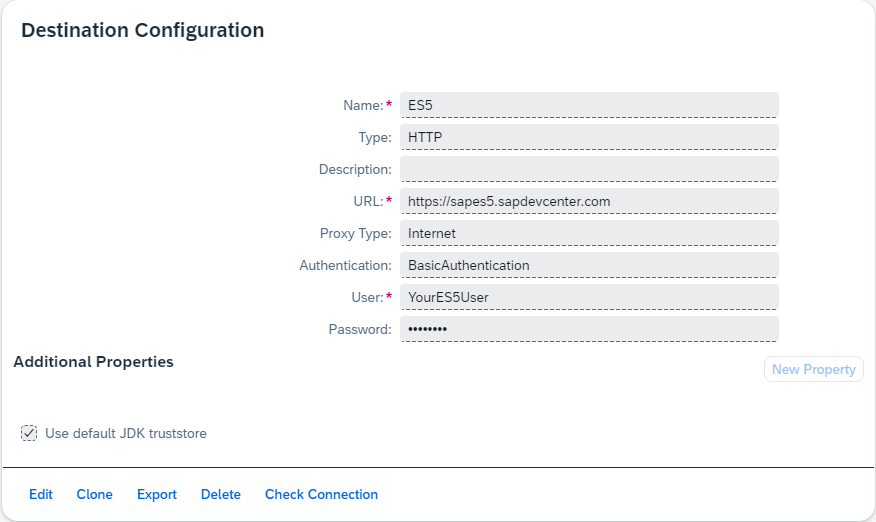 Destination Configuration
Name:* ES5
Type: HTTP
Description:
URL:* https://sapes5.sapdevcenter.com
Proxy Type: Internet
Authentication: BasicAuthentication
User:* YourES5User
Password: ••••••••
Additional Properties
New Property
Use default JDK truststore
Edit Clone Export Delete Check Connection